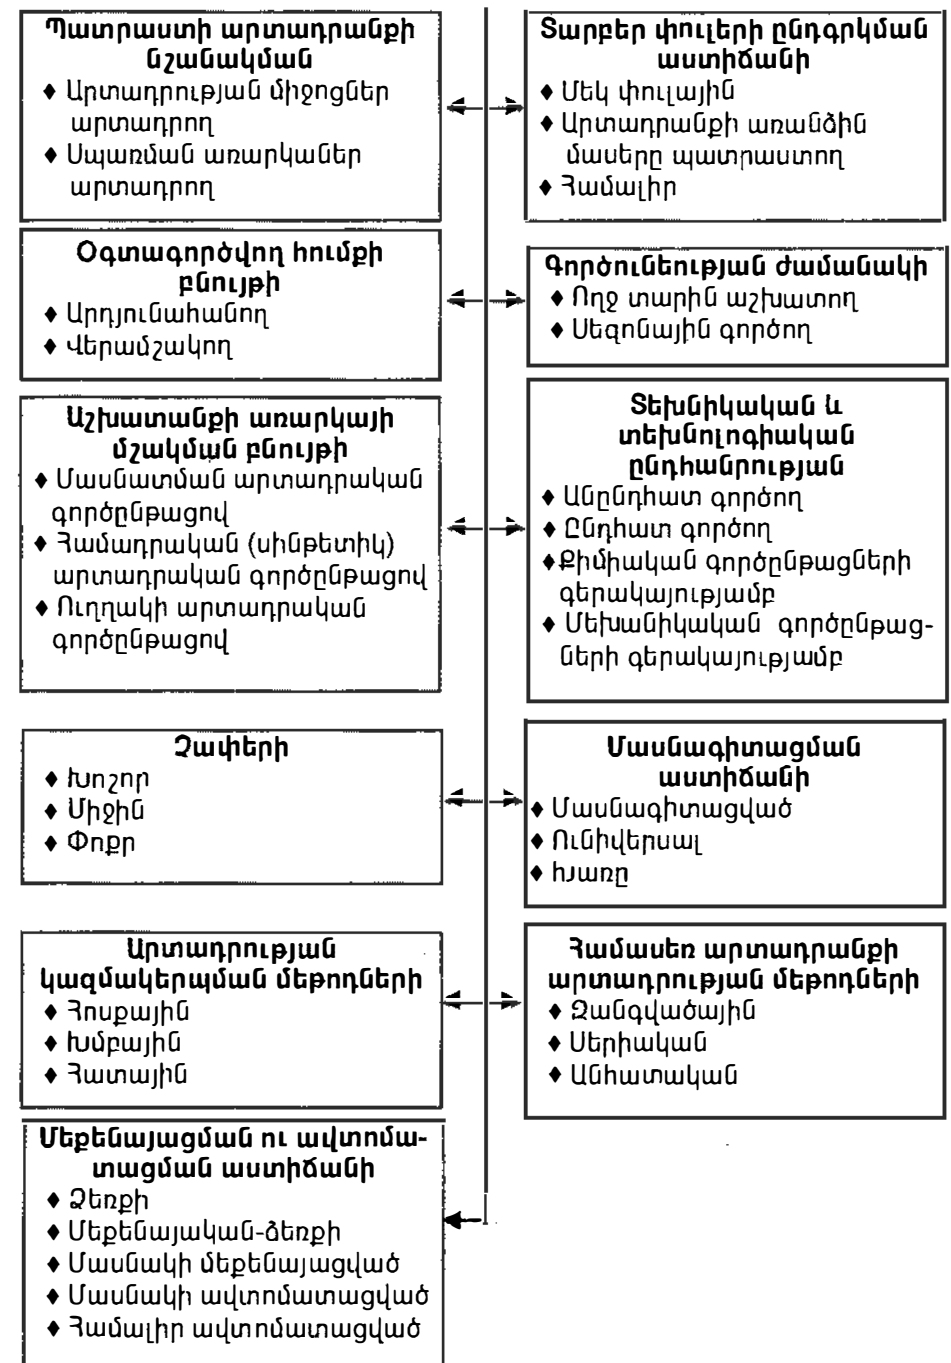 Պատրաստի արտադրանքի
նշանակման
♦ Արտադրության միջոցներ
արտադրող
♦ Սպառման առարկաներ
արտադրող
Տարբեր փուլերի ընդգրկման
աստիճանի
♦ Մեկ փուլային
♦ Արտադրանքի առանձին
մասերը պատրաստող
♦ Համալիր
Օգտագործվող հումքի
բնույթի
♦ Արդյունահանող
♦ Վերամշակող
Գործունեության ժամանակի
♦ Ողջ տարին աշխատող
♦ Սեզոնային գործող
Աշխատանքի առարկայի
մշակման բնույթի
♦ Մասնատման արտադրական
գործընթացով
♦ Համադրական (սինթետիկ)
արտադրական գործընթացով
♦ Ուղղակի արտադրական
գործընթացով
Տեխնիկական և
տեխնոլոգիական
ընդհանրության
♦ Անընդհատ գործող
♦ Ընդհատ գործող
♦Քիմիական գործընթացների
գերակայությամբ
♦ Մեխանիկական գործընթաց-
ների գերակայությամբ
Չափերի
♦ Խոշոր
♦ Միջին
♦ Փոքր
Մասնագիտացման
աստիճանի
♦ Մասնագիտացված
♦ Ունիվերսալ
♦ Խառը
Արտադրության
կազմակերպման մեթոդների
♦ Հոսքային
♦ Խմբային
♦ Հատային
Համասեռ արտադրանքի
արտադրության մեթոդների
♦ Զանգվածային
♦ Սերիական
♦ Անհատական
Մեքենայացման ու ավտոմա-
տացման աստիճանի
♦ Ձեռքի
♦ Մեքենայական-ձեռքի
♦ Մասնակի մեքենայացված
♦ Մասնակի ավտոմատացված
♦ Համալիր ավտոմատացված